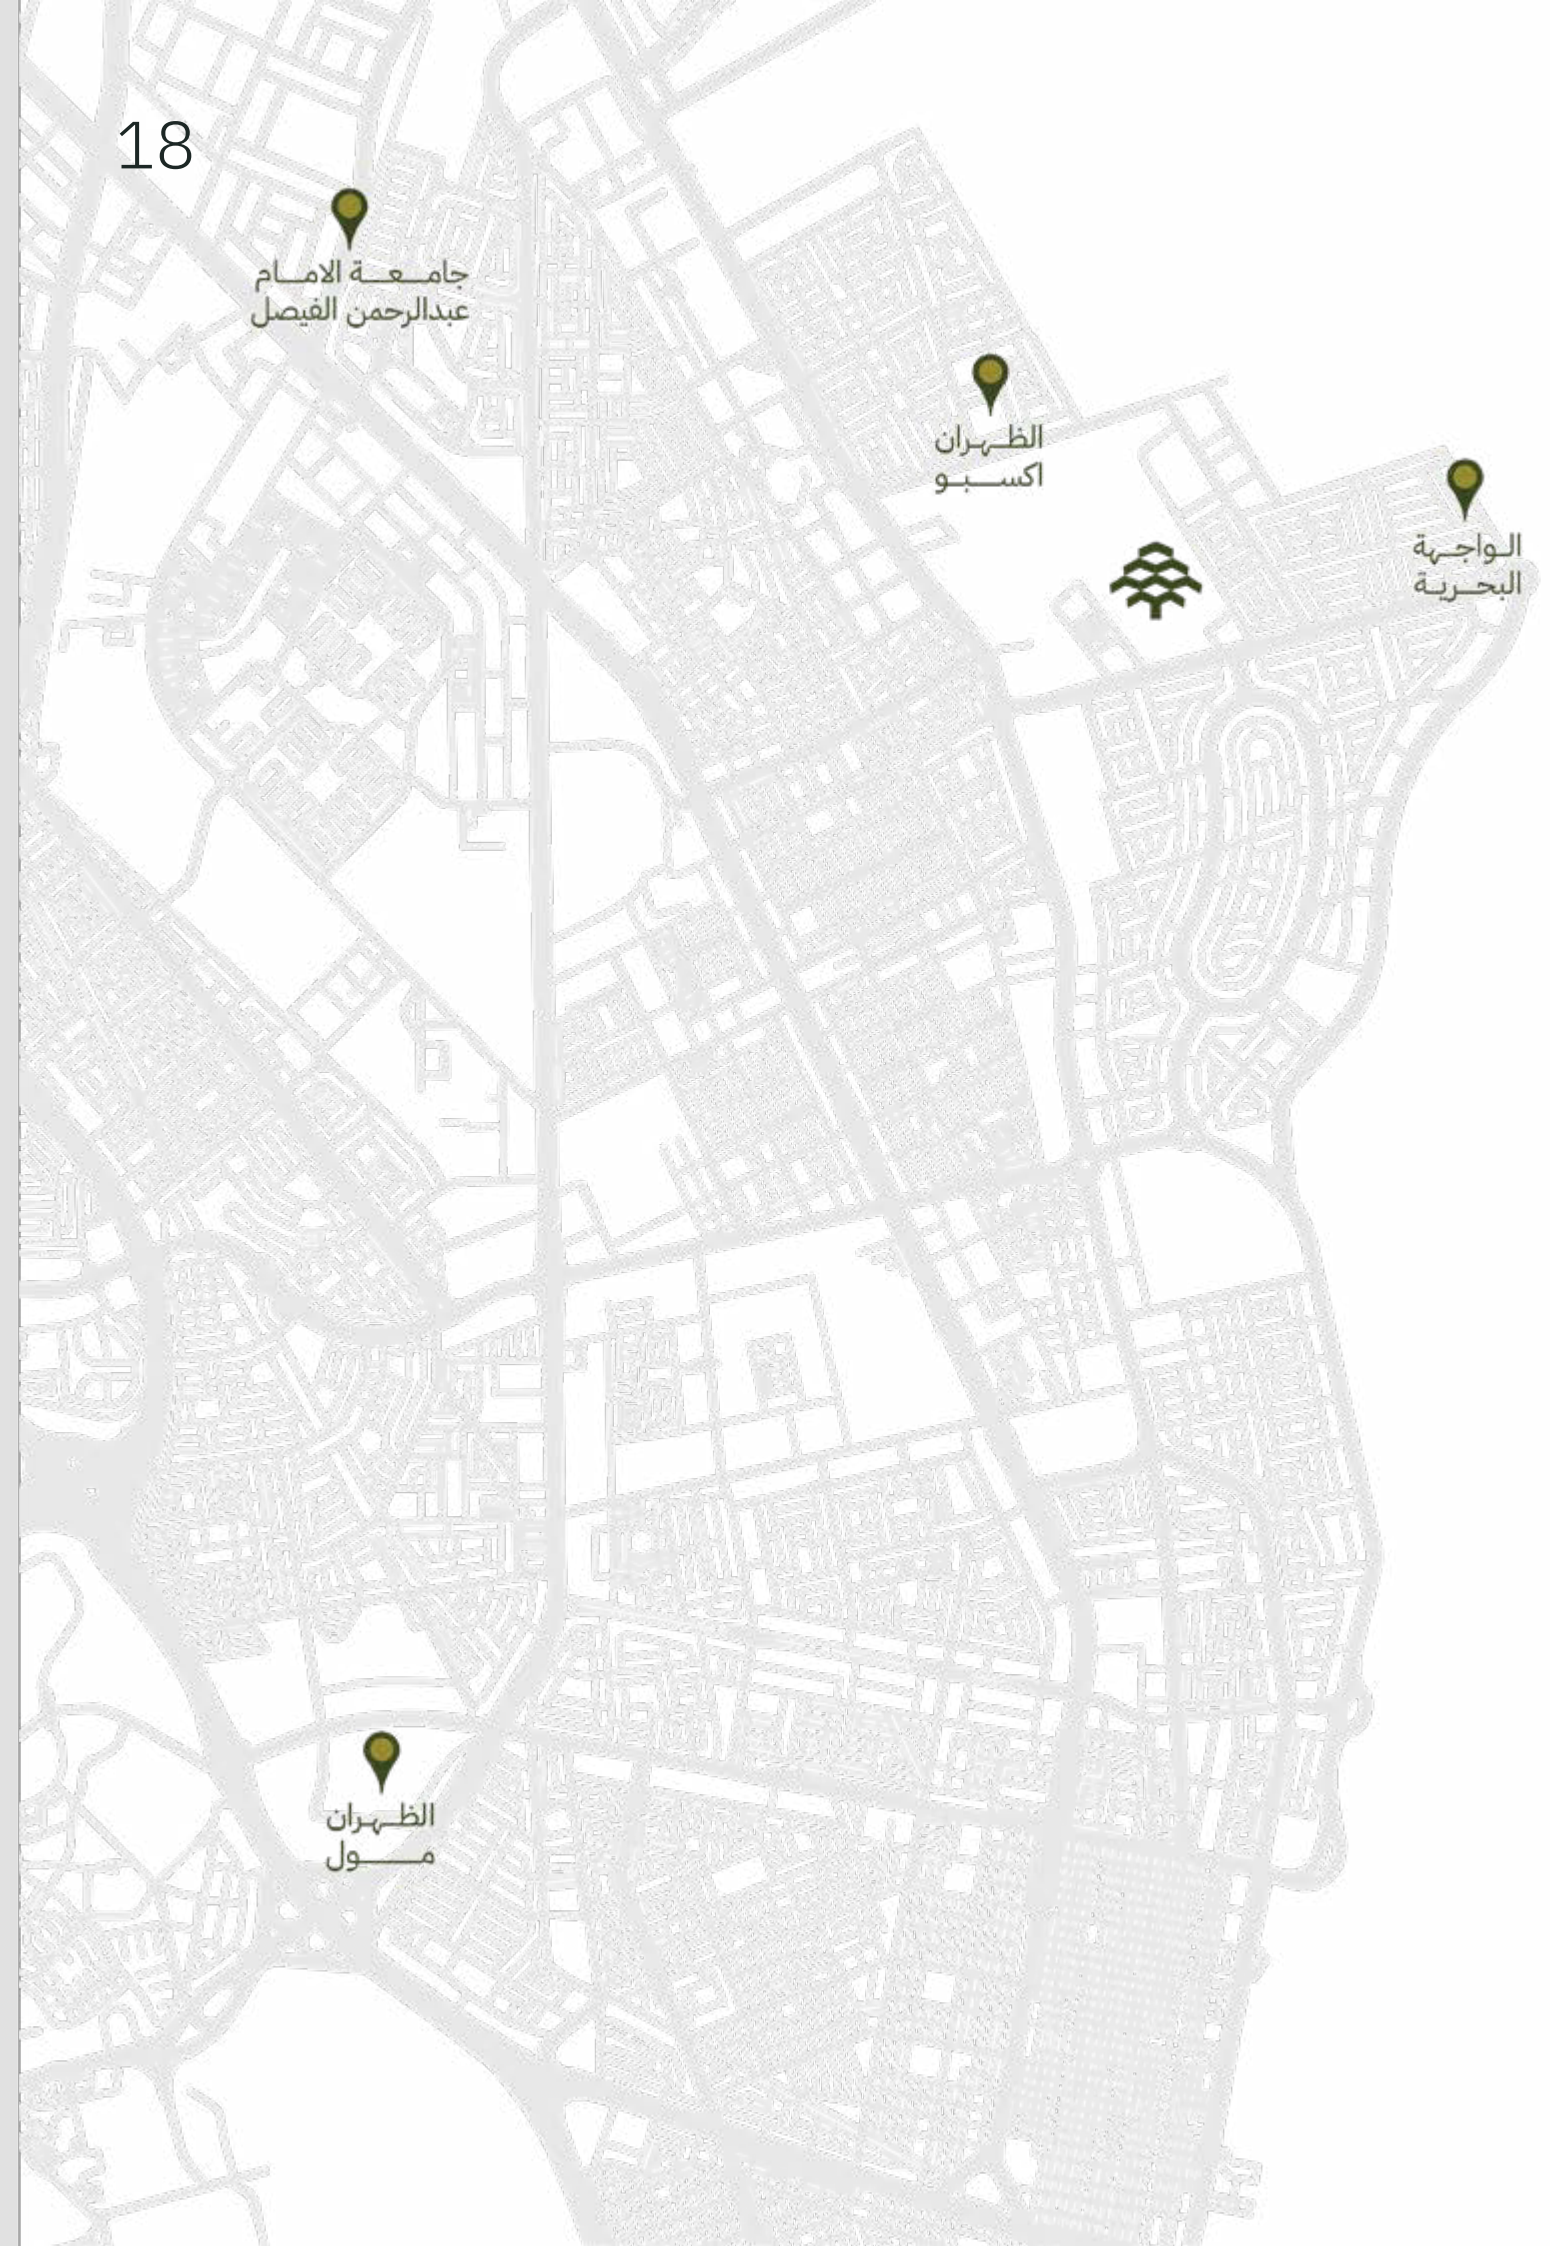 18
جامعة الامام
عبدالرحمن الفيصل
الظهران
اكسبو
الواجهة
البحرية
الظهران
مول